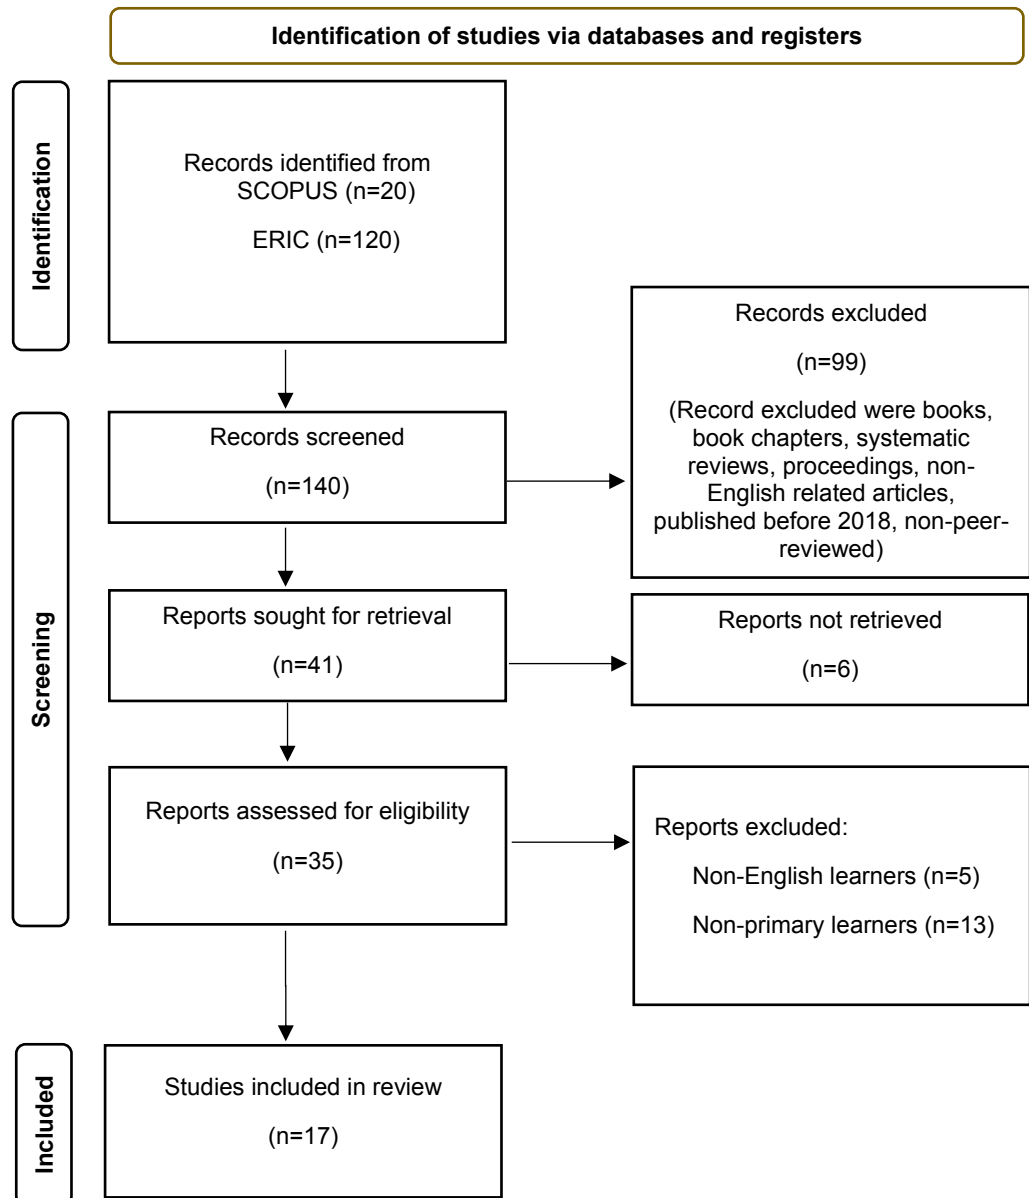 Identification of studies via databases and registers
Identification
Records identified from
SCOPUS (n=20)
ERIC (n=120)
Records excluded
(n=99)
(Record excluded were books,
book chapters, systematic
reviews, proceedings, non-
English related articles,
published before 2018, non-peer-
reviewed)
Screening
Records screened
(n=140)
Reports sought for retrieval
(n=41)
Reports not retrieved
(n=6)
Reports assessed for eligibility
(n=35)
Reports excluded:
Non-English learners (n=5)
Non-primary learners (n=13)
Included
Studies included in review
(n=17)